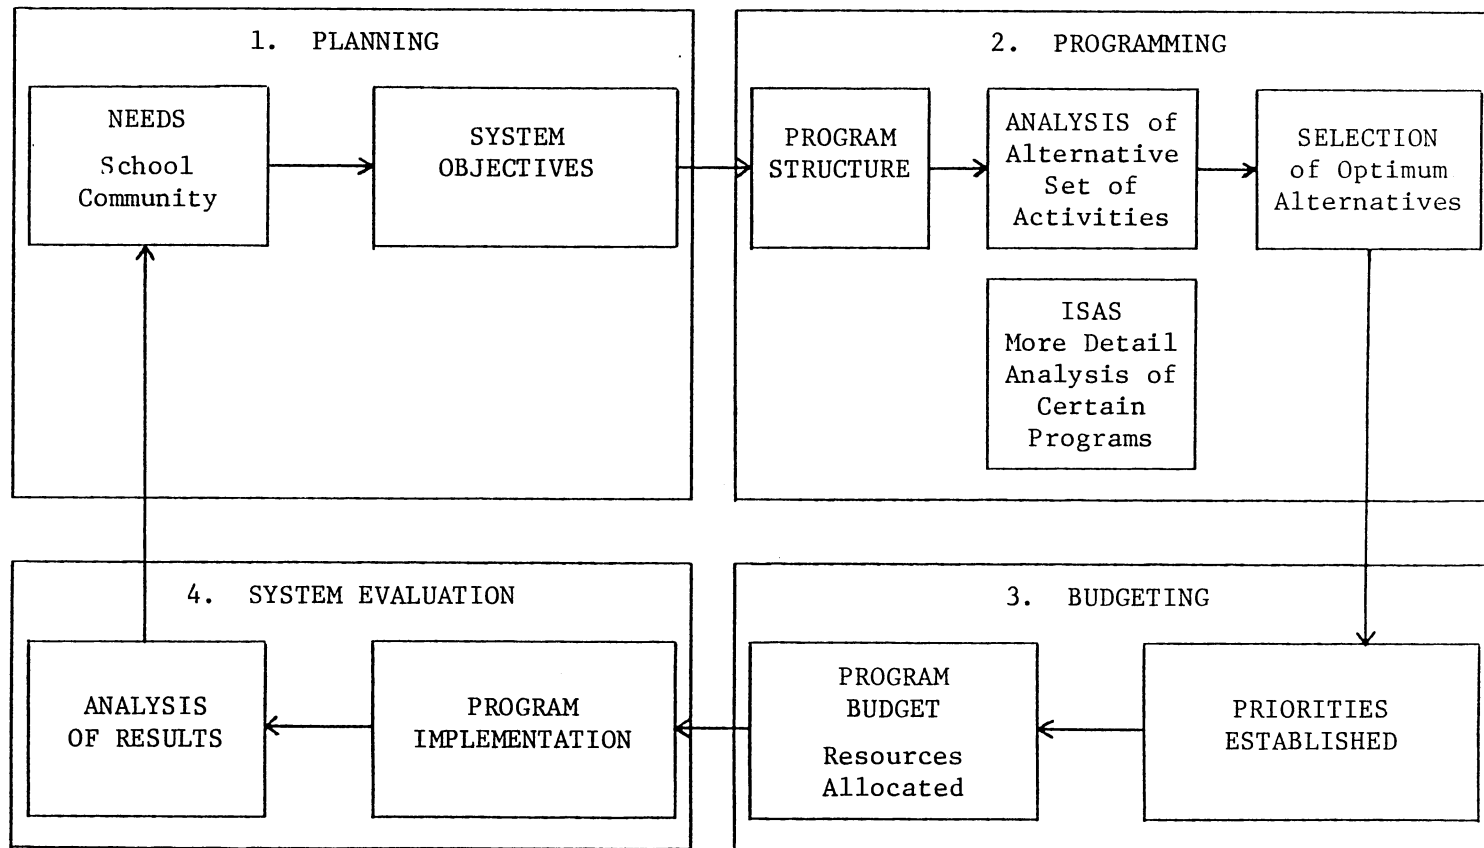 1. PLANNING
NEEDS
School
Community
SYSTEM
OBJECTIVES
2. PROGRAMMING
PROGRAM
STRUCTURE
ANALYSIS of
Alternative
Set of
Activities
SELECTION
of Optimum
Alternatives
ISAS
More Detail
Analysis of
Certain
Programs
4. SYSTEM EVALUATION
ANALYSIS
OF RESULTS
PROGRAM
IMPLEMENTATION
3. BUDGETING
PROGRAM
BUDGET
Resources
Allocated
PRIORITIES
ESTABLISHED